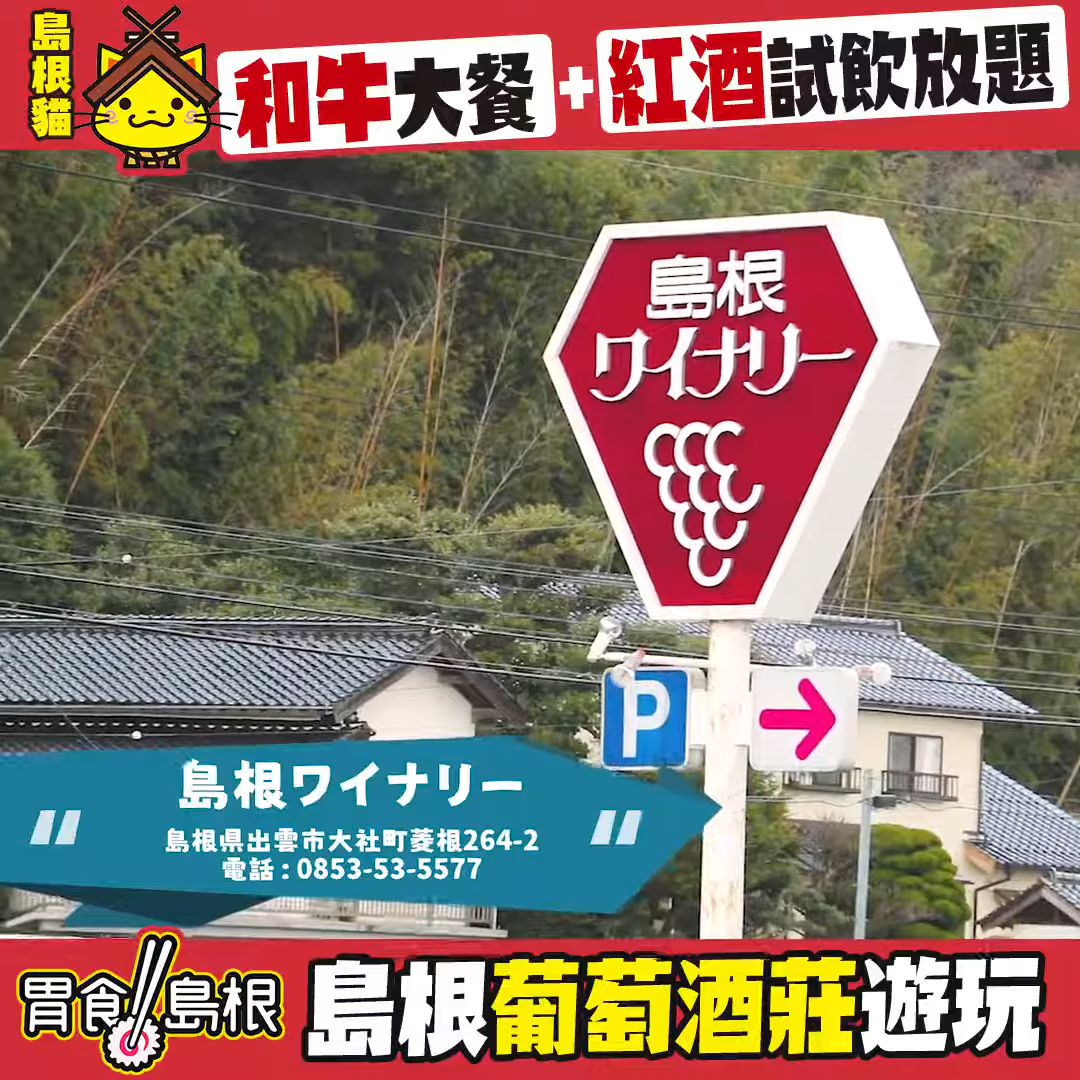 島根貓
和牛大餐+紅酒試飲放題
島根
ワイナリー
P
島根ワイナリー
島根県出雲市大社町菱根264-2
電話 : 0853-53-5577
胃食島根
島根葡萄酒莊遊玩